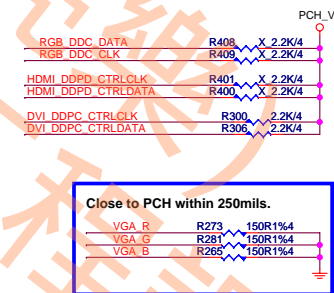 PCH_V
RGB_DDC_DATA R408 X_2.2K/4
RGB_DDC_CLK R409 X_2.2K/4
HDMI_DDPD_CTRLCLK R401 X_2.2K/4
HDMI_DDPD_CTRLDATA R400 X_2.2K/4
DVI_DDPC_CTRLCLK R300 2.2K/4
DVI_DDPC_CTRLDATA R306 2.2K/4
Close to PCH within 250mils.
VGA_R R273 150R1%4
VGA_G R281 150R1%4
VGA_B R265 150R1%4